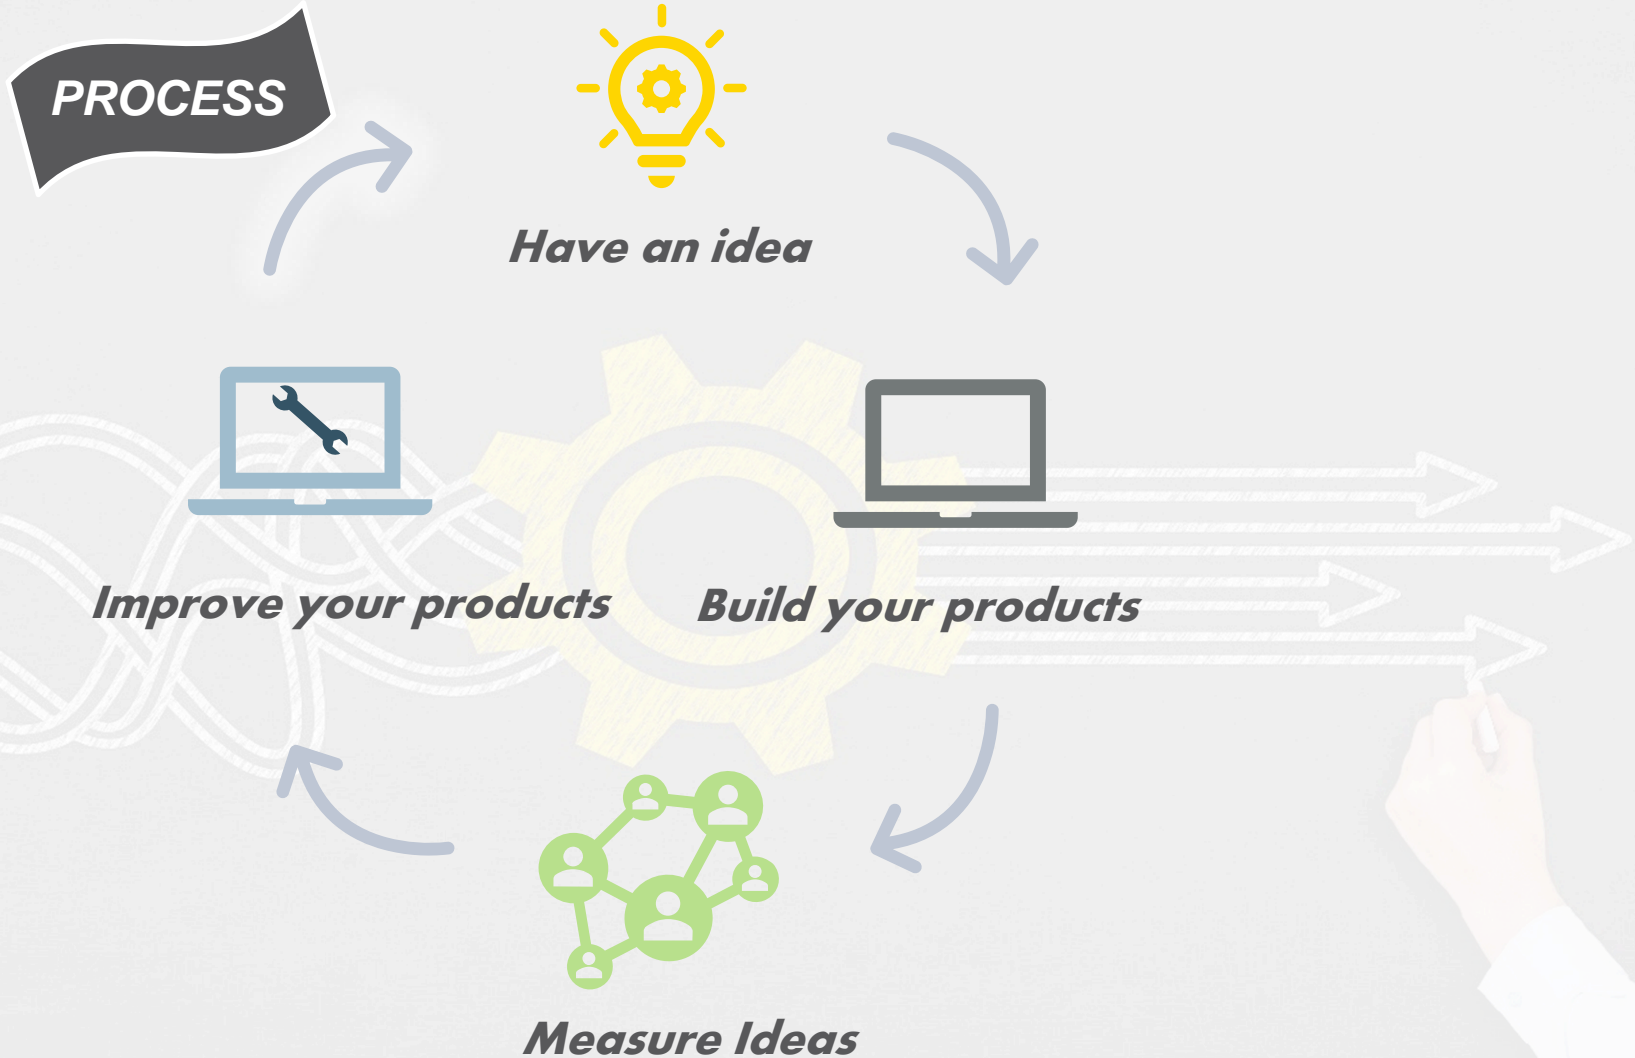 PROCESS
Have an idea
Improve your products
Build your products
Measure Ideas